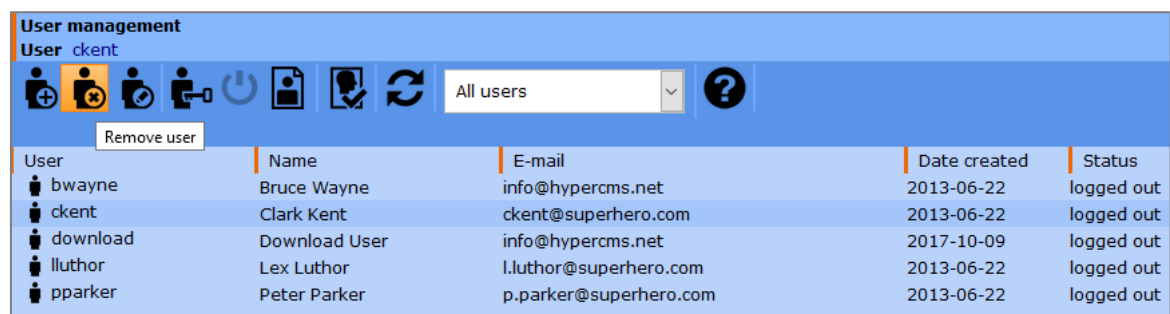 User management
User ckent
All users
Remove user
User Name E-mail Date created Status
bwayne Bruce Wayne info@hypercms.net 2013-06-22 logged out
ckent Clark Kent ckent@superhero.com 2013-06-22 logged out
download Download User info@hypercms.net 2017-10-09 logged out
lluthor Lex Luthor l.luthor@superhero.com 2013-06-22 logged out
pparker Peter Parker p.parker@superhero.com 2013-06-22 logged out